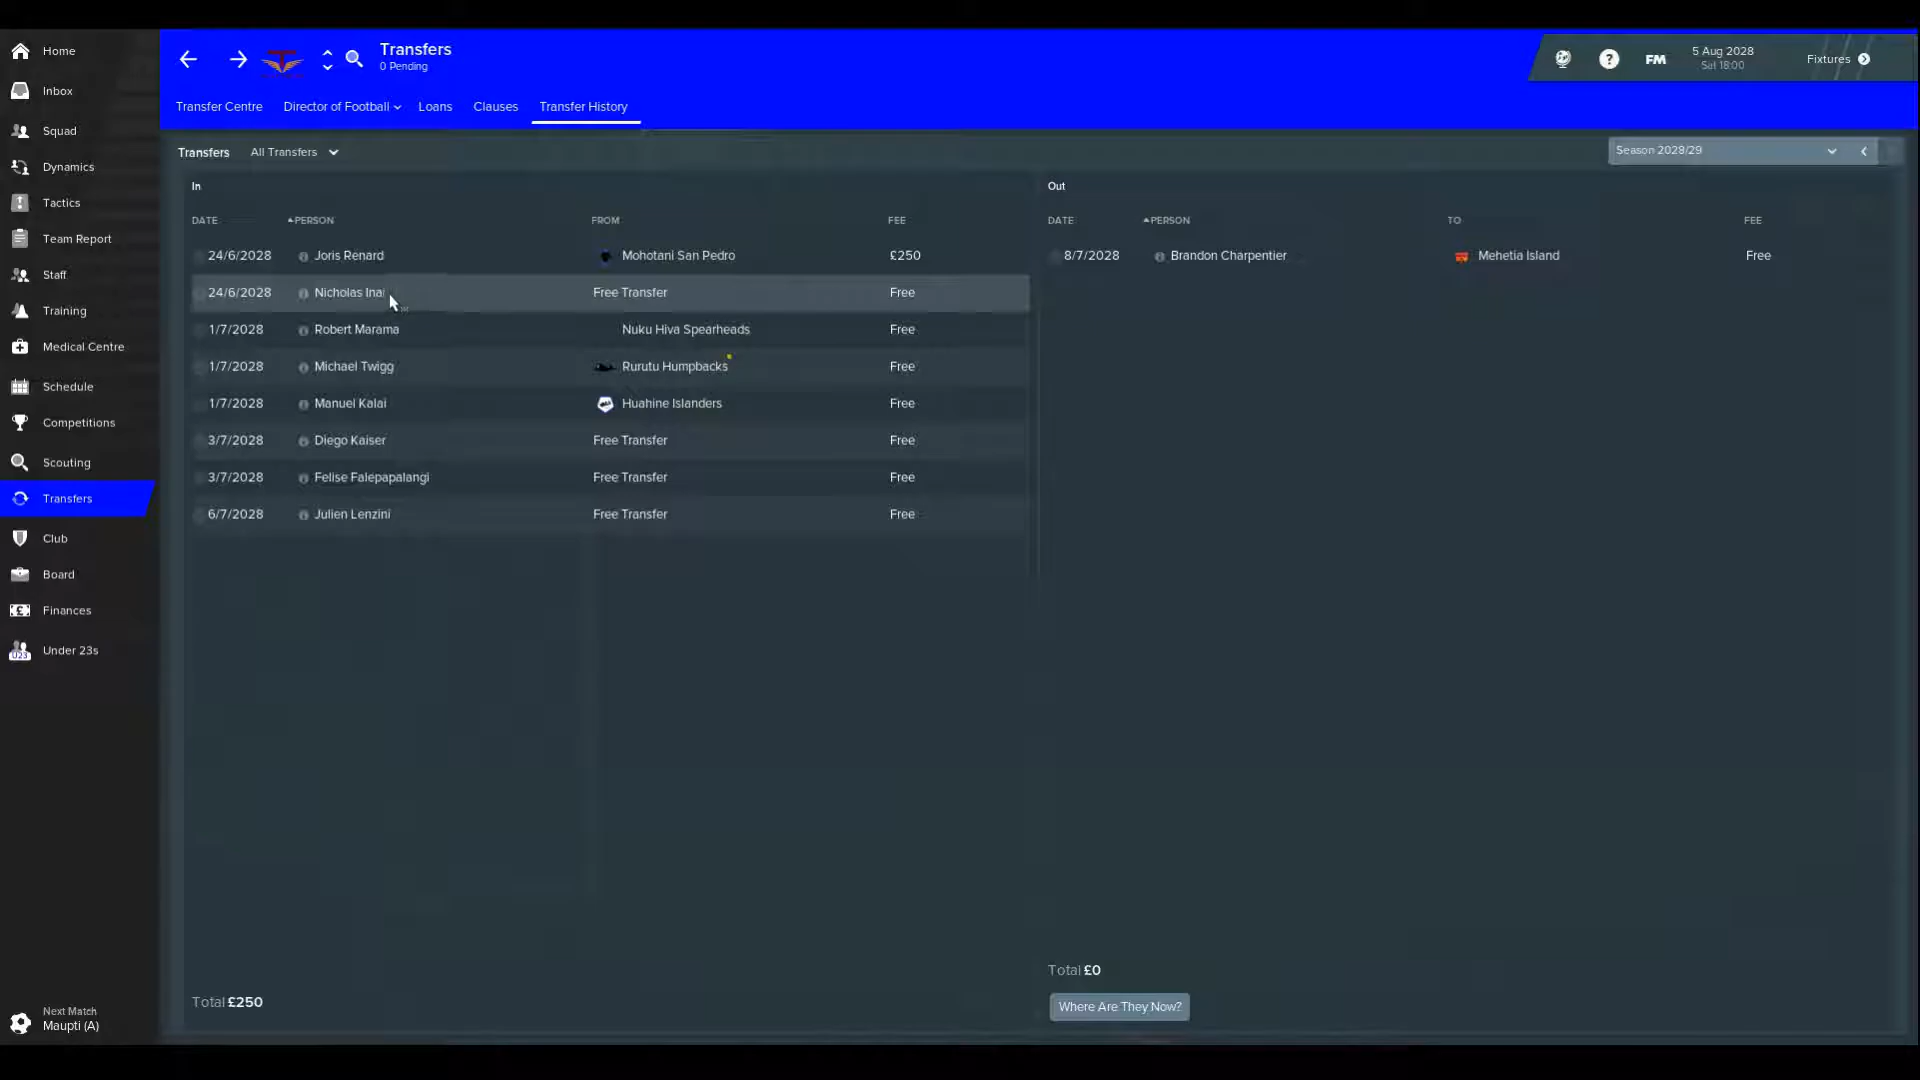 Home
Inbox
Squad
Dynamics
Tactics
Team Report
Staff
Training
Medical Centre
Schedule
Competitions
Scouting
Transfers
Club
Board
Finances
U23 Under 23s
Next Match
Maupti (A)
Transfers
0 Pending
? FM
5 Aug 2028
Sat 18:00
Fixtures
Transfer Centre Director of Football Loans Clauses Transfer History
Transfers All Transfers
Season 2028/29
In
DATE PERSON FROM FEE
24/6/2028 Joris Renard Mohotani San Pedro £250
24/6/2028 Nicholas Inai Free Transfer Free
1/7/2028 Robert Marama Nuku Hiva Spearheads Free
1/7/2028 Michael Twigg Rurutu Humpbacks Free
1/7/2028 Manuel Kalai Huahine Islanders Free
3/7/2028 Diego Kaiser Free Transfer Free
3/7/2028 Felise Falepapalangi Free Transfer Free
6/7/2028 Julien Lenzini Free Transfer Free
Total £250
Out
DATE PERSON TO FEE
8/7/2028 Brandon Charpentier Mehetia Island Free
Total £0
Where Are They Now?